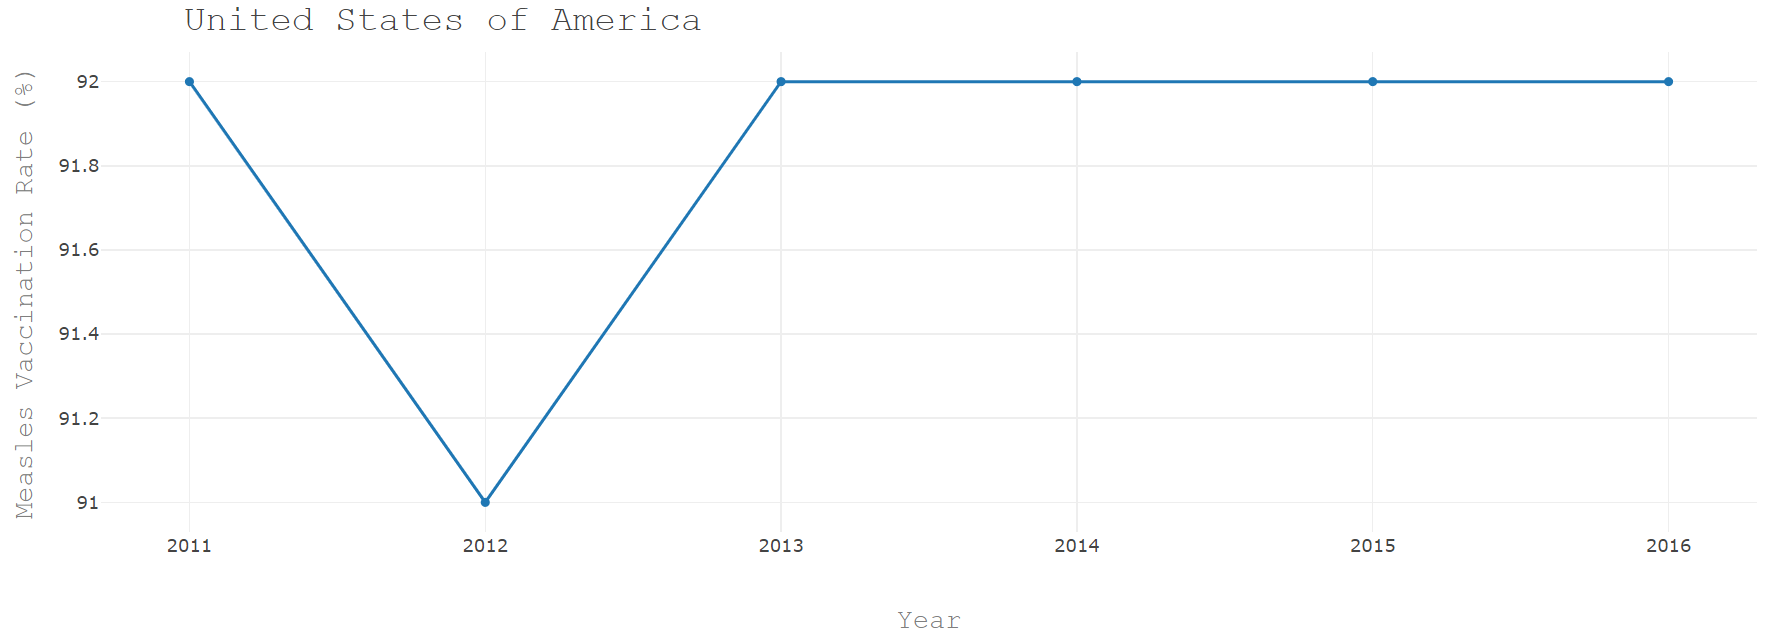 United States of America
Measles Vaccination Rate (%)
92
91.8
91.6
91.4
91.2
91
2011 2012 2013 2014 2015 2016
Year